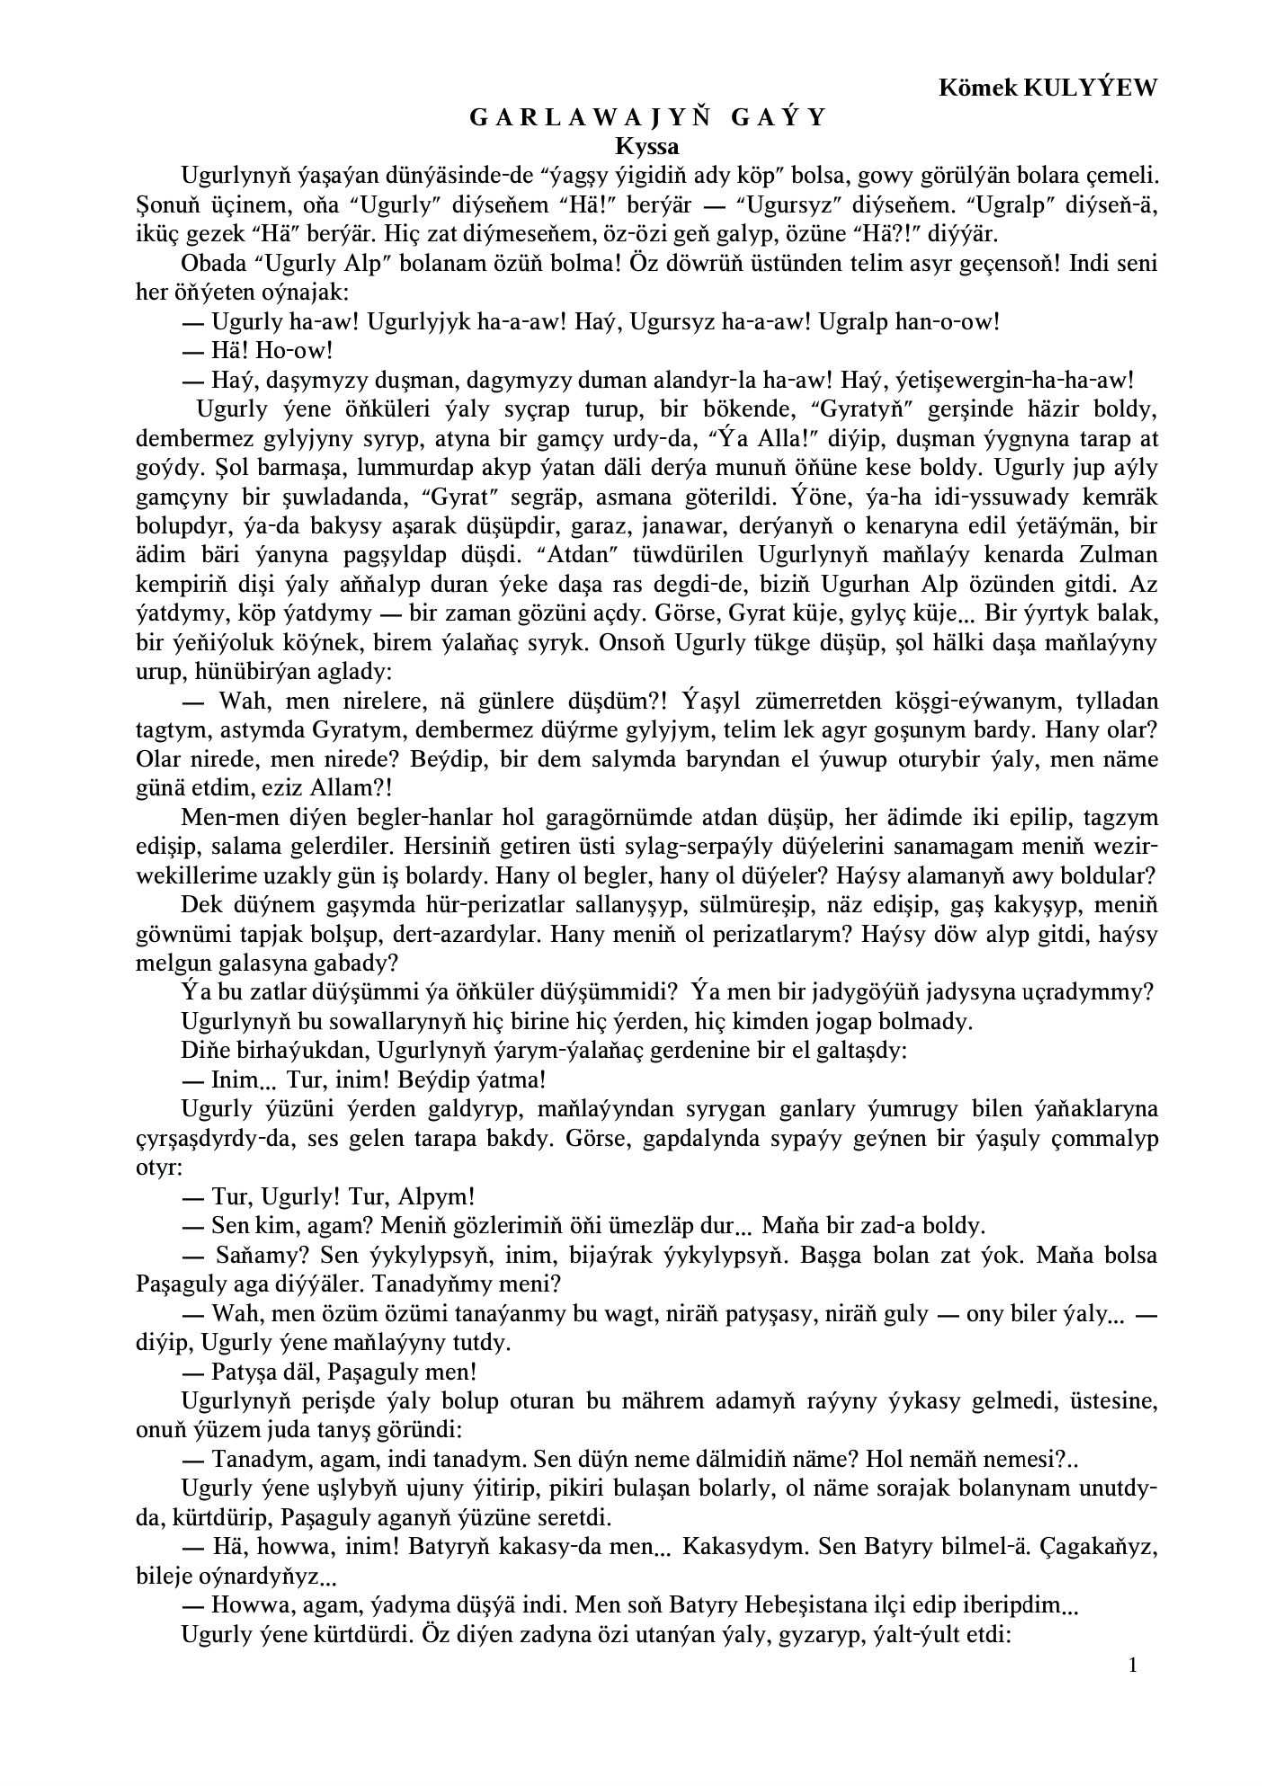 Kömek KULYÝEW
GARLAWAJYŇ GAÝY
Kyssa
Ugurlynyň ýaşaýan dünýäsinde-de “ýagşy ýigidiň ady köp” bolsa, gowy görülýän bolara çemeli.
Şonuň üçinem, oňa “Ugurly” diýseňem “Hä!” berýär — “Ugursyz” diýseňem. “Ugralp” diýseň-ä,
iküç gezek “Hä” berýär. Hiç zat diýmeseňem, öz-özi geň galyp, özüne “Hä?!” diýýär.
Obada “Ugurly Alp” bolanam özüň bolma! Öz döwrüň üstünden telim asyr geçensoň! Indi seni
her öňýeten oýnajak:
— Ugurly ha-aw! Ugurlyjyk ha-a-aw! Haý, Ugursyz ha-a-aw! Ugralp han-o-ow!
— Hä! Ho-ow!
— Haý, daşymyzy duşman, dagymyzy duman alandyr-la ha-aw! Haý, ýetişewergin-ha-ha-aw!
Ugurly ýene öňküleri ýaly syçrap turup, bir bökende, “Gyratyň” gerşinde häzir boldy,
dembermez gylyjyny syryp, atyna bir gamçy urdy-da, “Ýa Alla!” diýip, duşman ýygnyna tarap at
goýdy. Şol barmaşa, lummurdap akyp ýatan däli derýa munuň öňüne kese boldy. Ugurly jup aýly
gamçyny bir şuwladanda, “Gyrat” segräp, asmana göterildi. Ýöne, ýa-ha idi-yssuwady kemräk
bolupdyr, ýa-da bakysy aşarak düşüpdir, garaz, janawar, derýanyň o kenaryna edil ýetäýmän, bir
ädim bäri ýanyna pagşyldap düşdi. “Atdan” tüwdürilen Ugurlynyň maňlaýy kenarda Zulman
kempiriň dişi ýaly aňňalyp duran ýeke daşa ras degdi-de, biziň Ugurhan Alp özünden gitdi. Az
ýatdymy, köp ýatdymy — bir zaman gözüni açdy. Görse, Gyrat küje, gylyç küje... Bir ýyrtyk balak,
bir ýeňiýoluk köýnek, birem ýalaňaç syryk. Onsoň Ugurly tükge düşüp, şol hälki daşa maňlaýyny
urup, hünübirýan aglady:
— Wah, men nirelere, nä günlere düşdüm?! Ýaşyl zümerretden köşgi-eýwanym, tylladan
tagtym, astymda Gyratym, dembermez düýrme gylyjym, telim lek agyr goşunym bardy. Hany olar?
Olar nirede, men nirede? Beýdip, bir dem salymda baryndan el ýuwup oturybir ýaly, men näme
günä etdim, eziz Allam?!
Men-men diýen begler-hanlar hol garagörnümde atdan düşüp, her ädimde iki epilip, tagzym
edişip, salama gelerdiler. Hersiniň getiren üsti sylag-serpaýly düýelerini sanamagam meniň wezir-
wekillerime uzakly gün iş bolardy. Hany ol begler, hany ol düýeler? Haýsy alamanyň awy boldular?
Dek düýnem gaşymda hür-perizatlar sallanyşyp, sülmüreşip, näz edişip, gaş kakyşyp, meniň
göwnümi tapjak bolşup, dert-azardylar. Hany meniň ol perizatlarym? Haýsy döw alyp gitdi, haýsy
melgun galasyna gabady?
Ýa bu zatlar düýşümmi ýa öňküler düýşümmidi? Ýa men bir jadygöýüň jadysyna uçradymmy?
Ugurlynyň bu sowallarynyň hiç birine hiç ýerden, hiç kimden jogap bolmady.
Diňe birhaýukdan, Ugurlynyň ýarym-ýalaňaç gerdenine bir el galtaşdy:
— Inim... Tur, inim! Beýdip ýatma!
Ugurly ýüzüni ýerden galdyryp, maňlaýyndan syrygan ganlary ýumrugy bilen ýaňaklaryna
çyrşaşdyrdy-da, ses gelen tarapa bakdy. Görse, gapdalynda sypaýy geýnen bir ýaşuly çommalyp
otyr:
— Tur, Ugurly! Tur, Alpym!
— Sen kim, agam? Meniň gözlerimiň öňi ümezläp dur... Maňa bir zad-a boldy.
— Saňamy? Sen ýykylypsyň, inim, bijaýrak ýykylypsyň. Başga bolan zat ýok. Maňa bolsa
Paşaguly aga diýýäler. Tanadyňmy meni?
— Wah, men özüm özümi tanaýanmy bu wagt, niräň patyşasy, niräň guly — ony biler ýaly... —
diýip, Ugurly ýene maňlaýyny tutdy.
— Patyşa däl, Paşaguly men!
Ugurlynyň perişde ýaly bolup oturan bu mährem adamyň raýyny ýykasy gelmedi, üstesine,
onuň ýüzem juda tanyş göründi:
— Tanadym, agam, indi tanadym. Sen düýn neme dälmidiň näme? Hol nemäň nemesi?..
Ugurly ýene uşlybyň ujuny ýitirip, pikiri bulaşan bolarly, ol näme sorajak bolanynam unutdy-
da, kürtdürip, Paşaguly aganyň ýüzüne seretdi.
— Hä, howwa, inim! Batyryň kakasy-da men... Kakasydym. Sen Batyry bilmel-ä. Çagakaňyz,
bileje oýnardyňyz...
— Howwa, agam, ýadyma düşýä indi. Men soň Batyry Hebeşistana ilçi edip iberipdim...
Ugurly ýene kürtdürdi. Öz diýen zadyna özi utanýan ýaly, gyzaryp, ýalt-ýult etdi:
1